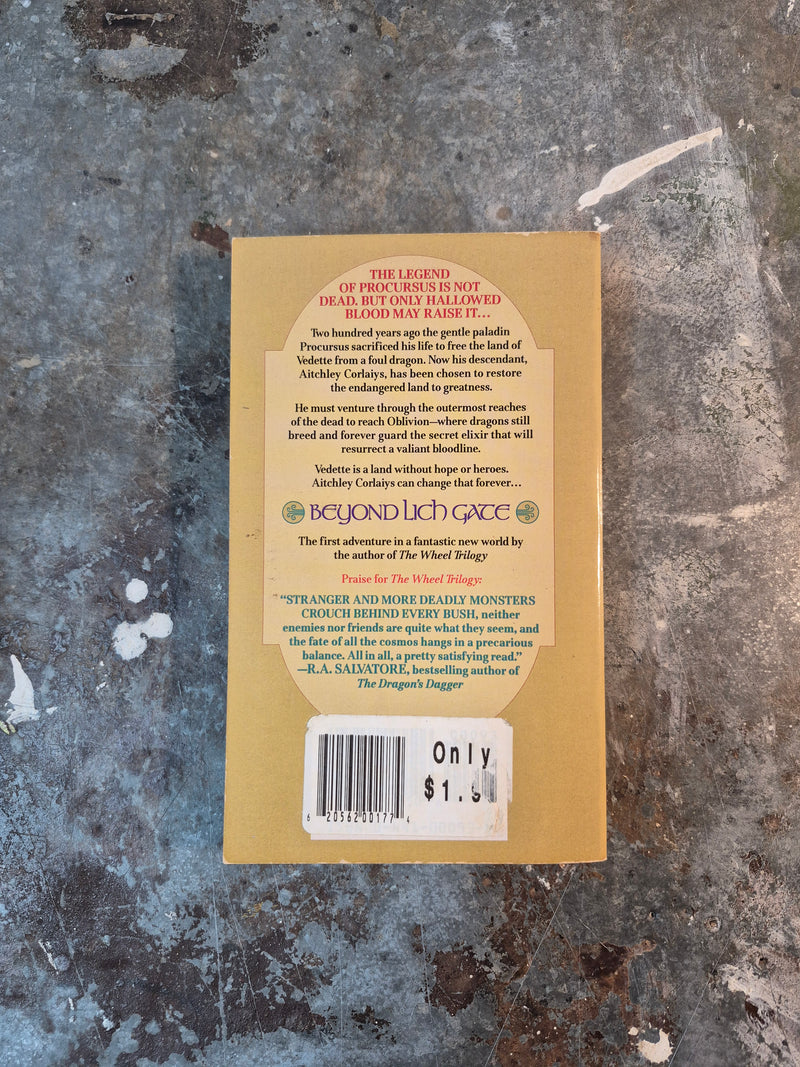 THE LEGEND
OF PROCURSUS IS NOT
DEAD. BUT ONLY HALLOWED
BLOOD MAY RAISE IT...
Two hundred years ago the gentle paladin
Procursus sacrificed his life to free the land of
Vedette from a foul dragon. Now his descendant,
Aitchley Corlaiys, has been chosen to restore
the endangered land to greatness.
He must venture through the outermost reaches
of the dead to reach Oblivion—where dragons still
breed and forever guard the secret elixir that will
resurrect a valiant bloodline.
Vedette is a land without hope or heroes.
Aitchley Corlaiys can change that forever...
BEYOND LICH GATE
The first adventure in a fantastic new world by
the author of The Wheel Trilogy
Praise for The Wheel Trilogy:
“STRANGER AND MORE DEADLY MONSTERS
CROUCH BEHIND EVERY BUSH, neither
enemies nor friends are quite what they seem, and
the fate of all the cosmos hangs in a precarious
balance. All in all, a pretty satisfying read.”
—R.A. SALVATORE, bestselling author of
The Dragon's Dagger
Only
6 20562 00177 4